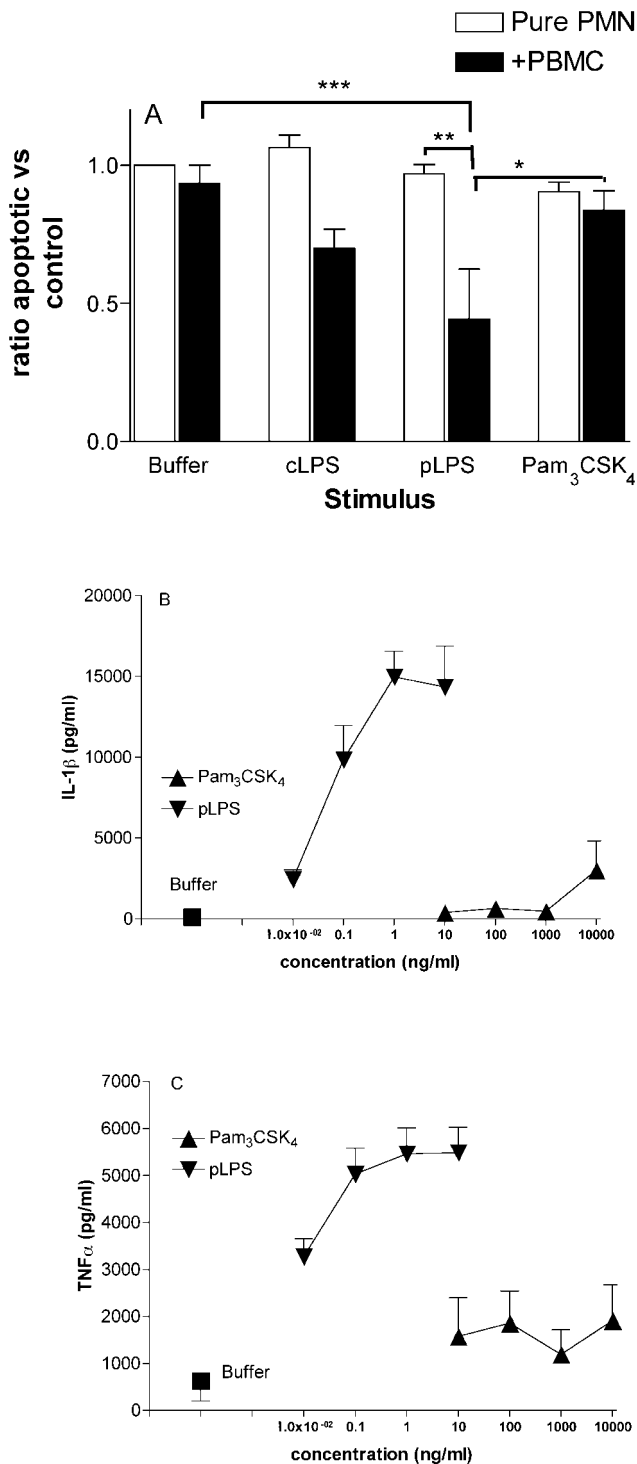 Pure PMN
+PBMC
A
***
**
*
1.0
0.5
0.0
ratio apoptotic vs
control
Buffer cLPS pLPS Pam3CSK4
Stimulus
B
20000
15000
10000
5000
0
IL-1β (pg/ml)
Pam3CSK4
pLPS
Buffer
1.0x10-02 0.1 1 10 100 1000 10000
concentration (ng/ml)
C
7000
6000
5000
4000
3000
2000
1000
0
TNFα (pg/ml)
Pam3CSK4
pLPS
Buffer
1.0x10-02 0.1 1 10 100 1000 10000
concentration (ng/ml)